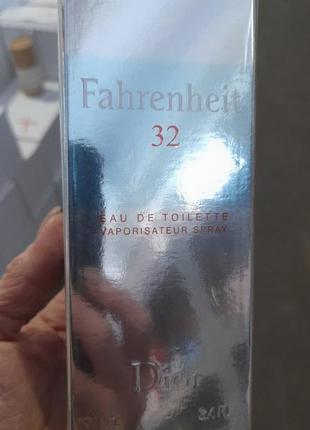 Fahrenheit
32
EAU DE TOILETTE
VAPORISATEUR SPRAY
Dior